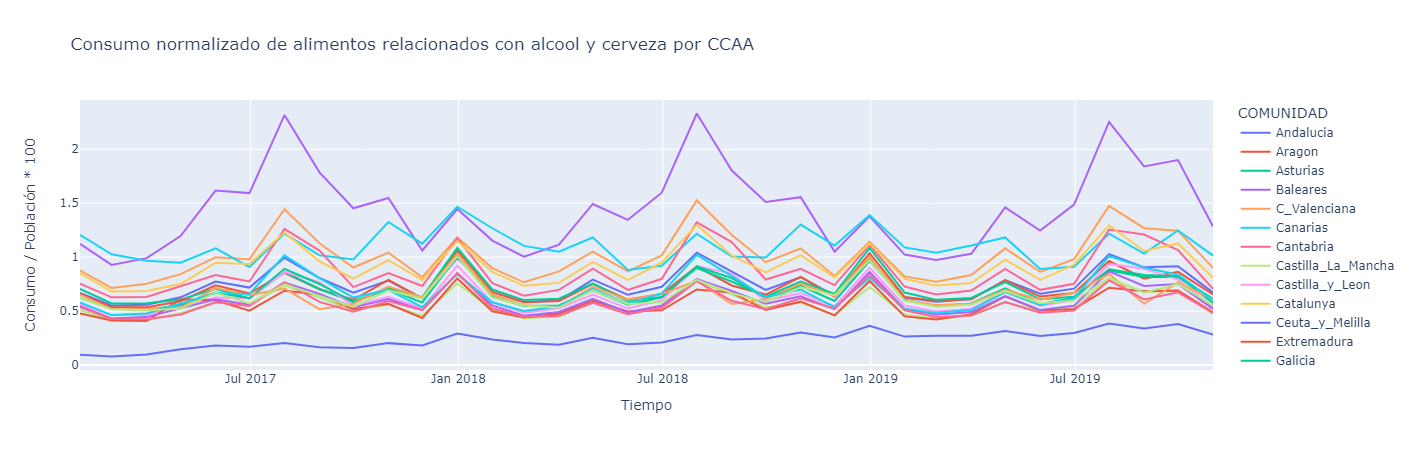 Consumo normalizado de alimentos relacionados con alcool y cerveza por CCAA
Consumo / Población * 100
2
1.5
1
0.5
0
Jul 2017
Jan 2018
Jul 2018
Jan 2019
Jul 2019
Tiempo
COMUNIDAD
Andalucia
Aragon
Asturias
Baleares
C_Valenciana
Canarias
Cantabria
Castilla_La_Mancha
Castilla_y_Leon
Catalunya
Ceuta_y_Melilla
Extremadura
Galicia